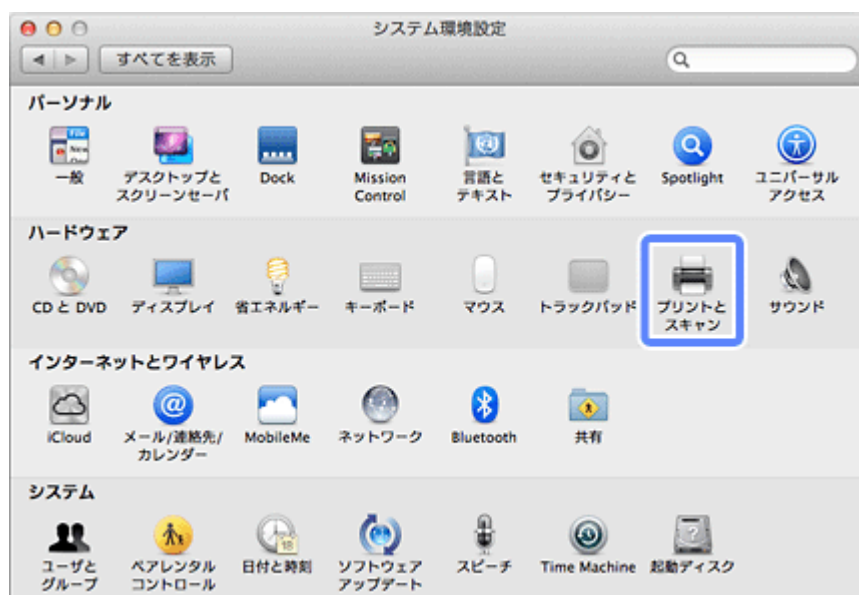 システム環境設定
すべてを表示
パーソナル
一般
デスクトップと
スクリーンセーバ
Dock
Mission
Control
言語と
テキスト
セキュリティと
プライバシー
Spotlight
ユニバーサル
アクセス
ハードウェア
CD と DVD
ディスプレイ
省エネルギー
キーボード
マウス
トラックパッド
プリントと
スキャン
サウンド
インターネットとワイヤレス
iCloud
メール/連絡先/
カレンダー
MobileMe
ネットワーク
Bluetooth
共有
システム
ユーザと
グループ
ペアレンタル
コントロール
日付と時刻
ソフトウェア
アップデート
スピーチ
Time Machine
起動ディスク